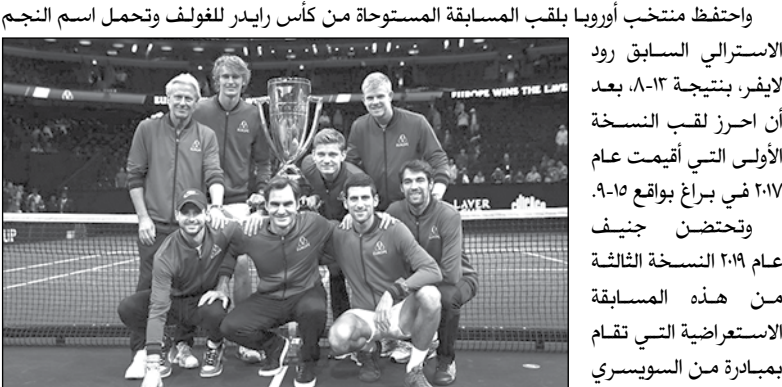 واحتفظ منتخب أوروبا بلقب المسابقة المستوحاة من كأس رايدر للغولف وتحمل اسم النجم
الاسترالي السابق رود
لايفر، بنتيجة ١٣-٨، بعد
أن احرز لقب النسخة
الأولى التي أقيمت عام
٢٠١٧ في براغ بواقع ١٥-٩.
وتحتضن جنيف
عام ٢٠١٩ النسخة الثالثة
من هذه المسابقة
الاستعراضية التي تقام
بمبادرة من السويسري
EUROPE WINS THE LAVE
LAVER
UP